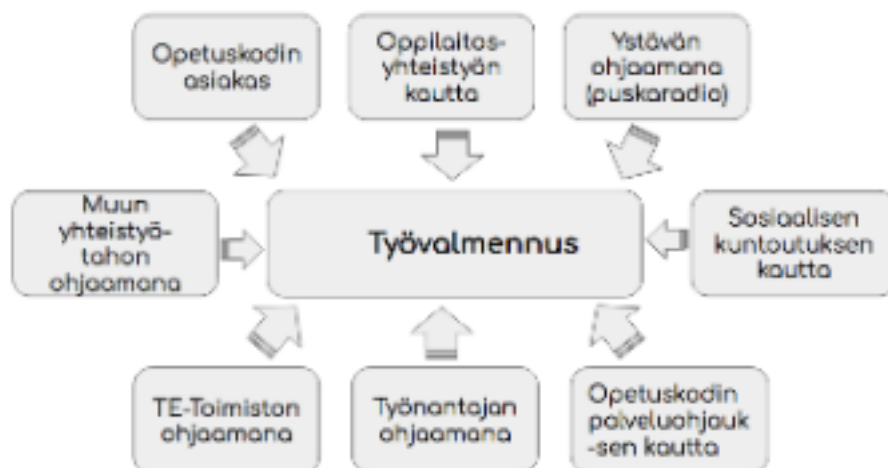 Opetuskodin
asiakas
Oppilaitos-
yhteistyön
kautta
Ystävän
ohjaamana
(puskaradio)
Muun
yhteistyö-
tahon
ohjaamana
Työvalmennus
Sosiaalisen
kuntoutuksen
kautta
TE-Toimiston
ohjaamana
Työnantajan
ohjaamana
Opetuskodin
palveluohjauk
-sen kautta